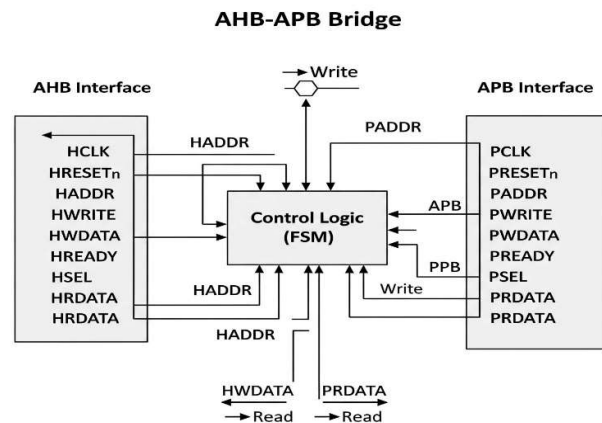 AHB-APB Bridge
Write
AHB Interface
APB Interface
HADDR
PADDR
HCLK
HRESETn
HADDR
HWRITE
HWDATA
HREADY
HSEL
HRDATA
HRDATA
Control Logic
(FSM)
APB
PPB
Write
PCLK
PRESETn
PADDR
PWRITE
PWDATA
PREADY
PSEL
PRDATA
PRDATA
HADDR
HADDR
HWDATA
PRDATA
Read
Read